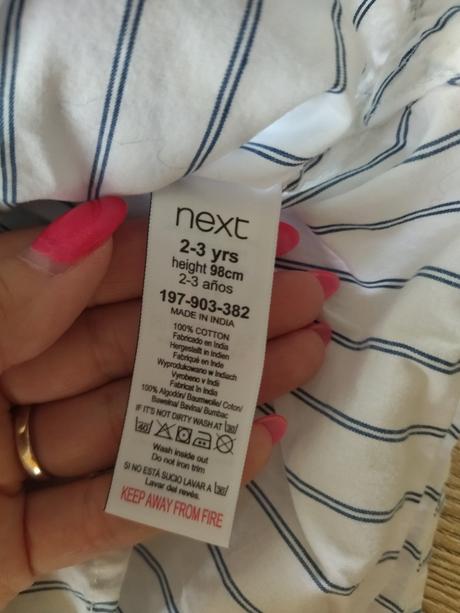 next
2-3 yrs
height 98cm
2-3 años
197-903-382
MADE IN INDIA
100% COTTON
Fabricado en India
Hergestellt in Indien
Fabriqué en Inde
Wyprodukowano w Indiach
Vyrobeno v Indii
Fabricat în India
100% Algodón/ Baumwolle/ Coton/
Bawełna/ Bavlna/ Bumbac
IF IT'S NOT DIRTY WASH AT 30
40
Wash inside out
Do not iron trim
SI NO ESTÁ SUCIO LAVAR A 30
Lavar del revés.
KEEP AWAY FROM FIRE